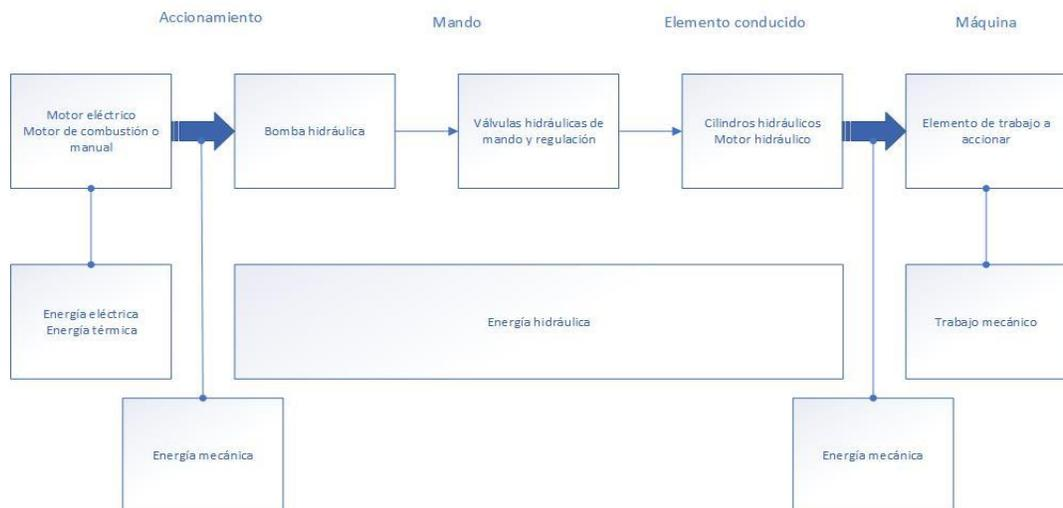 Accionamiento
Mando
Elemento conducido
Máquina
Motor eléctrico
Motor de combustión o
manual
Bomba hidráulica
Válvulas hidráulicas de
mando y regulación
Cilindros hidráulicos
Motor hidráulico
Elemento de trabajo a
accionar
Energía eléctrica
Energía térmica
Energía hidráulica
Trabajo mecánico
Energía mecánica
Energía mecánica